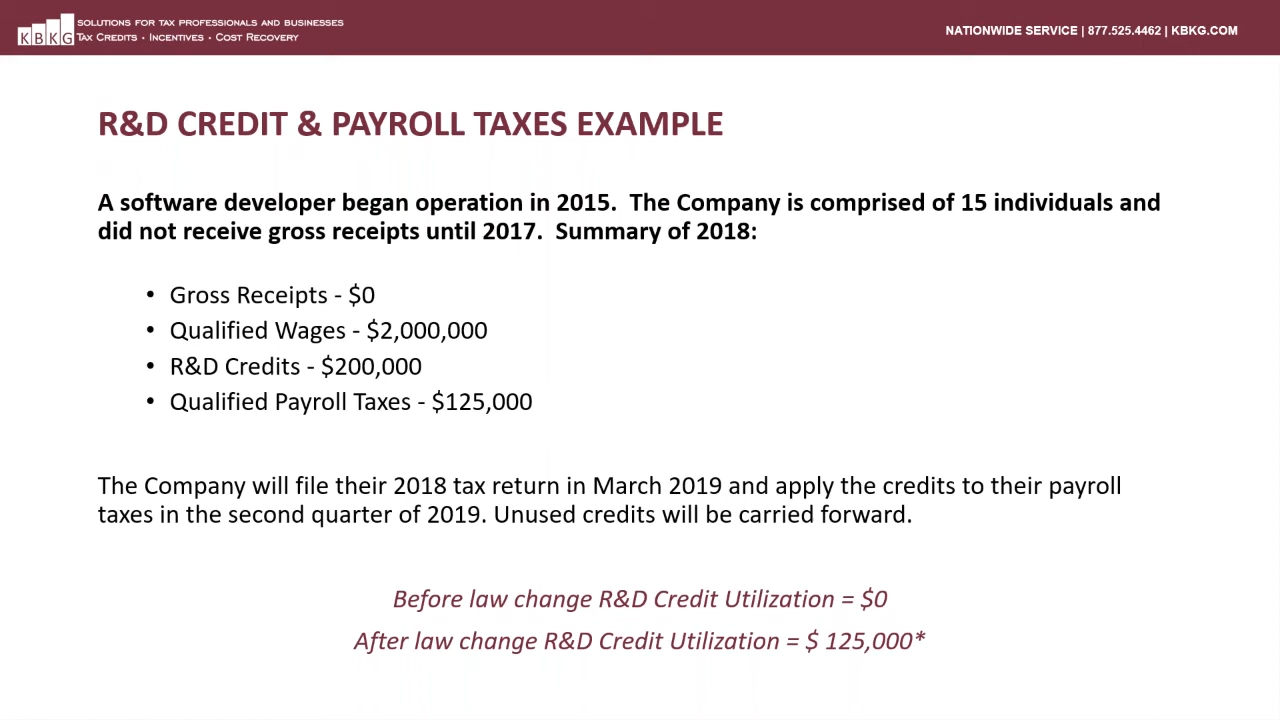 KBKG
SOLUTIONS FOR TAX PROFESSIONALS AND BUSINESSES
TAX CREDITS · INCENTIVES · COST RECOVERY
NATIONWIDE SERVICE | 877.525.4462 | KBKG.COM
R&D CREDIT & PAYROLL TAXES EXAMPLE
A software developer began operation in 2015.  The Company is comprised of 15 individuals and
did not receive gross receipts until 2017.  Summary of 2018:
• Gross Receipts - $0
• Qualified Wages - $2,000,000
• R&D Credits - $200,000
• Qualified Payroll Taxes - $125,000
The Company will file their 2018 tax return in March 2019 and apply the credits to their payroll
taxes in the second quarter of 2019. Unused credits will be carried forward.
Before law change R&D Credit Utilization = $0
After law change R&D Credit Utilization = $ 125,000*